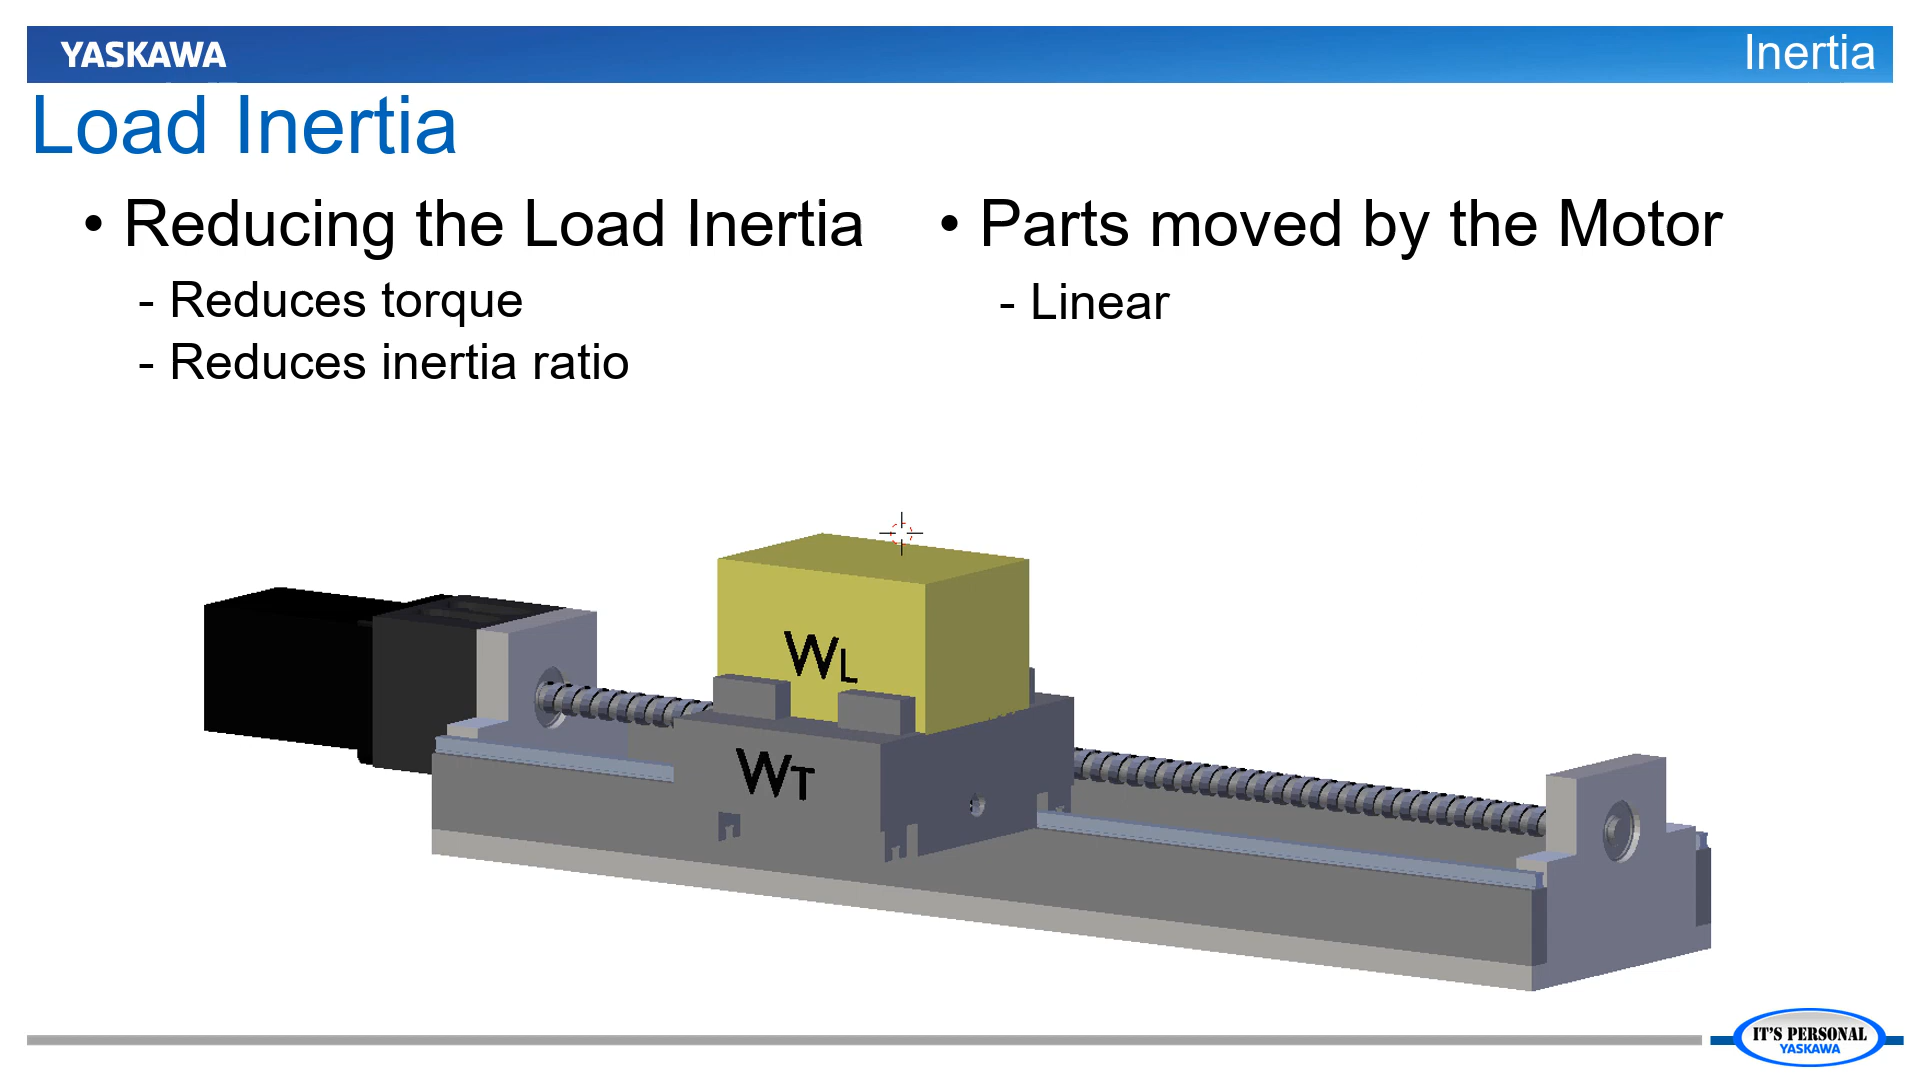 YASKAWA
Inertia
Load Inertia
• Reducing the Load Inertia
- Reduces torque
- Reduces inertia ratio
• Parts moved by the Motor
- Linear
WL
WT
IT'S PERSONAL
YASKAWA